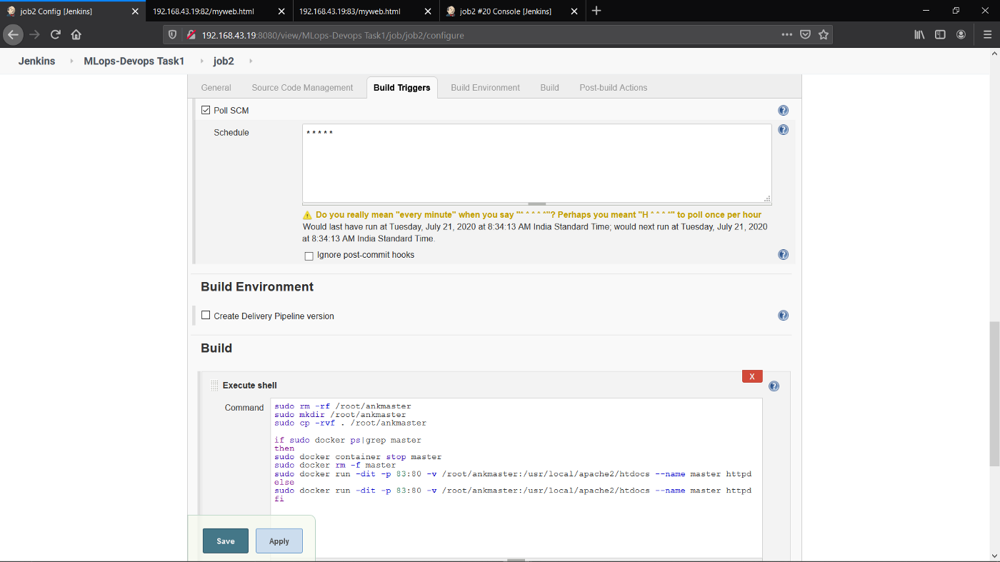 job2 Config [Jenkins]
192.168.43.19:82/myweb.html
192.168.43.19:83/myweb.html
job2 #20 Console [Jenkins]
192.168.43.19:8080/view/MLops-Devops Task1/job/job2/configure
Jenkins
MLops-Devops Task1
job2
General
Source Code Management
Build Triggers
Build Environment
Build
Post-build Actions
Poll SCM
Schedule
* * * * *
Do you really mean "every minute" when you say "* * * * *"? Perhaps you meant "H * * * *" to poll once per hour
Would last have run at Tuesday, July 21, 2020 at 8:34:13 AM India Standard Time; would next run at Tuesday, July 21, 2020
at 8:34:13 AM India Standard Time.
Ignore post-commit hooks
Build Environment
Create Delivery Pipeline version
Build
X
Execute shell
Command
sudo rm -rf /root/ankmaster
sudo mkdir /root/ankmaster
sudo cp -rvf . /root/ankmaster
if sudo docker ps|grep master
then
sudo docker container stop master
sudo docker rm -f master
sudo docker run -dit -p 83:80 -v /root/ankmaster:/usr/local/apache2/htdocs --name master httpd
else
sudo docker run -dit -p 83:80 -v /root/ankmaster:/usr/local/apache2/htdocs --name master httpd
fi
Save
Apply